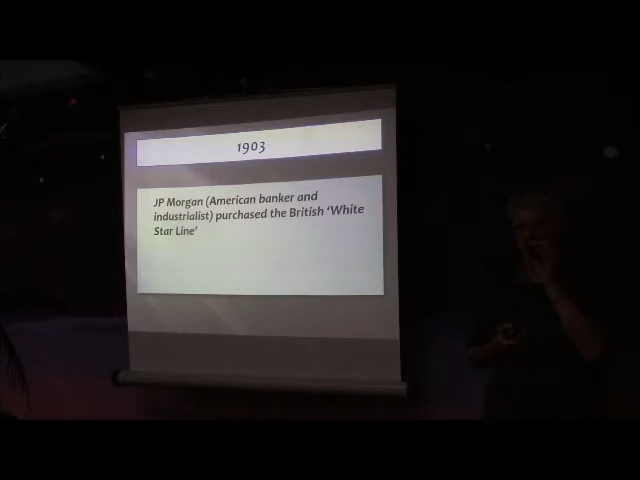 1903
JP Morgan (American banker and
industrialist) purchased the British ‘White
Star Line’